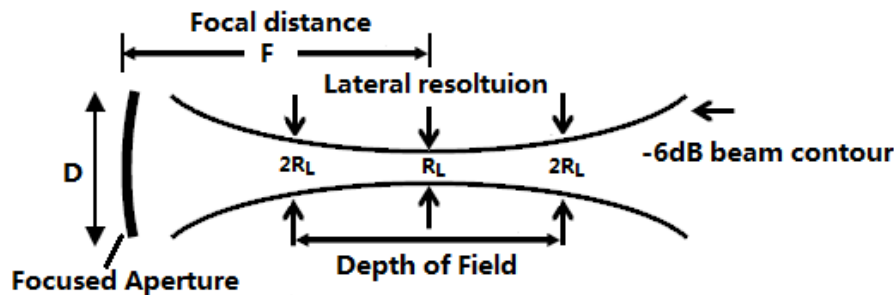 Focal distance
F
Lateral resoltuion
D
2RL RL 2RL
-6dB beam contour
Depth of Field
Focused Aperture